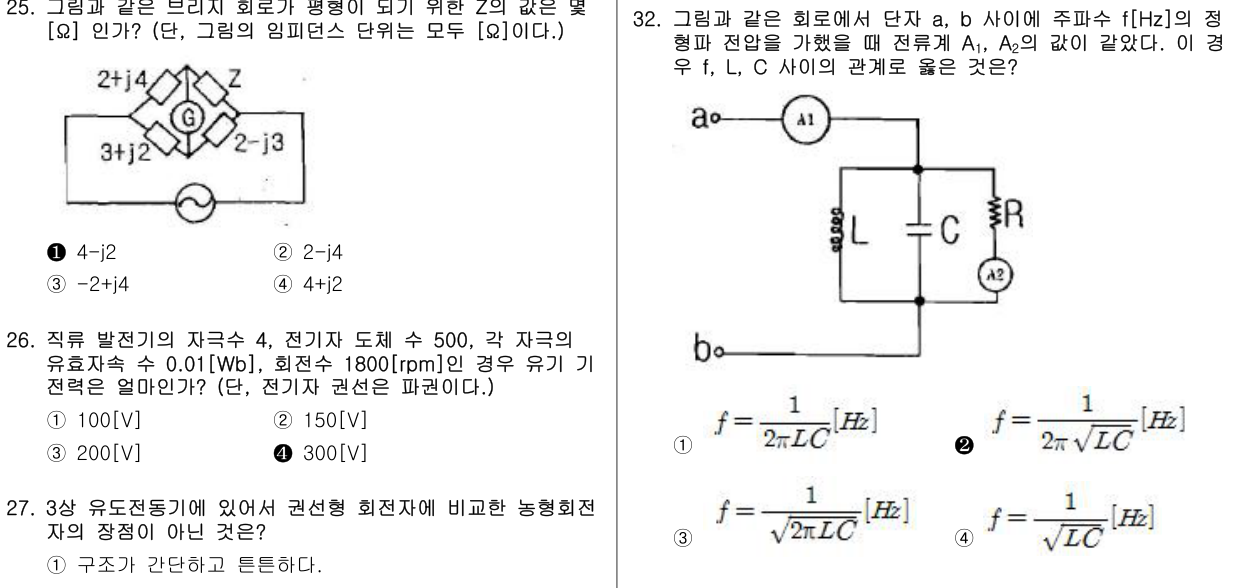 25. 그림과 같은 브리지 회로가 평형이 되기 위한 Z의 값은 몇
[Ω] 인가? (단, 그림의 임피던스 단위는 모두 [Ω]이다.)
2+j4
Z
G
3+j2
2-j3
❶ 4-j2
② 2-j4
③ -2+j4
④ 4+j2
26. 직류 발전기의 자극수 4, 전기자 도체 수 500, 각 자극의
유효자속 수 0.01[Wb], 회전수 1800[rpm]인 경우 유기 기
전력은 얼마인가? (단, 전기자 권선은 파권이다.)
① 100[V]
② 150[V]
③ 200[V]
❹ 300[V]
27. 3상 유도전동기에 있어서 권선형 회전자에 비교한 농형회전
자의 장점이 아닌 것은?
① 구조가 간단하고 튼튼하다.
32. 그림과 같은 회로에서 단자 a, b 사이에 주파수 f[Hz]의 정
형파 전압을 가했을 때 전류계 A₁, A₂의 값이 같았다. 이 경
우 f, L, C 사이의 관계로 옳은 것은?
a
A1
L
C
R
A2
b
① f = 1/(2πLC) [Hz]
❷ f = 1/(2π√(LC)) [Hz]
③ f = 1/√(2πLC) [Hz]
④ f = 1/√(LC) [Hz]